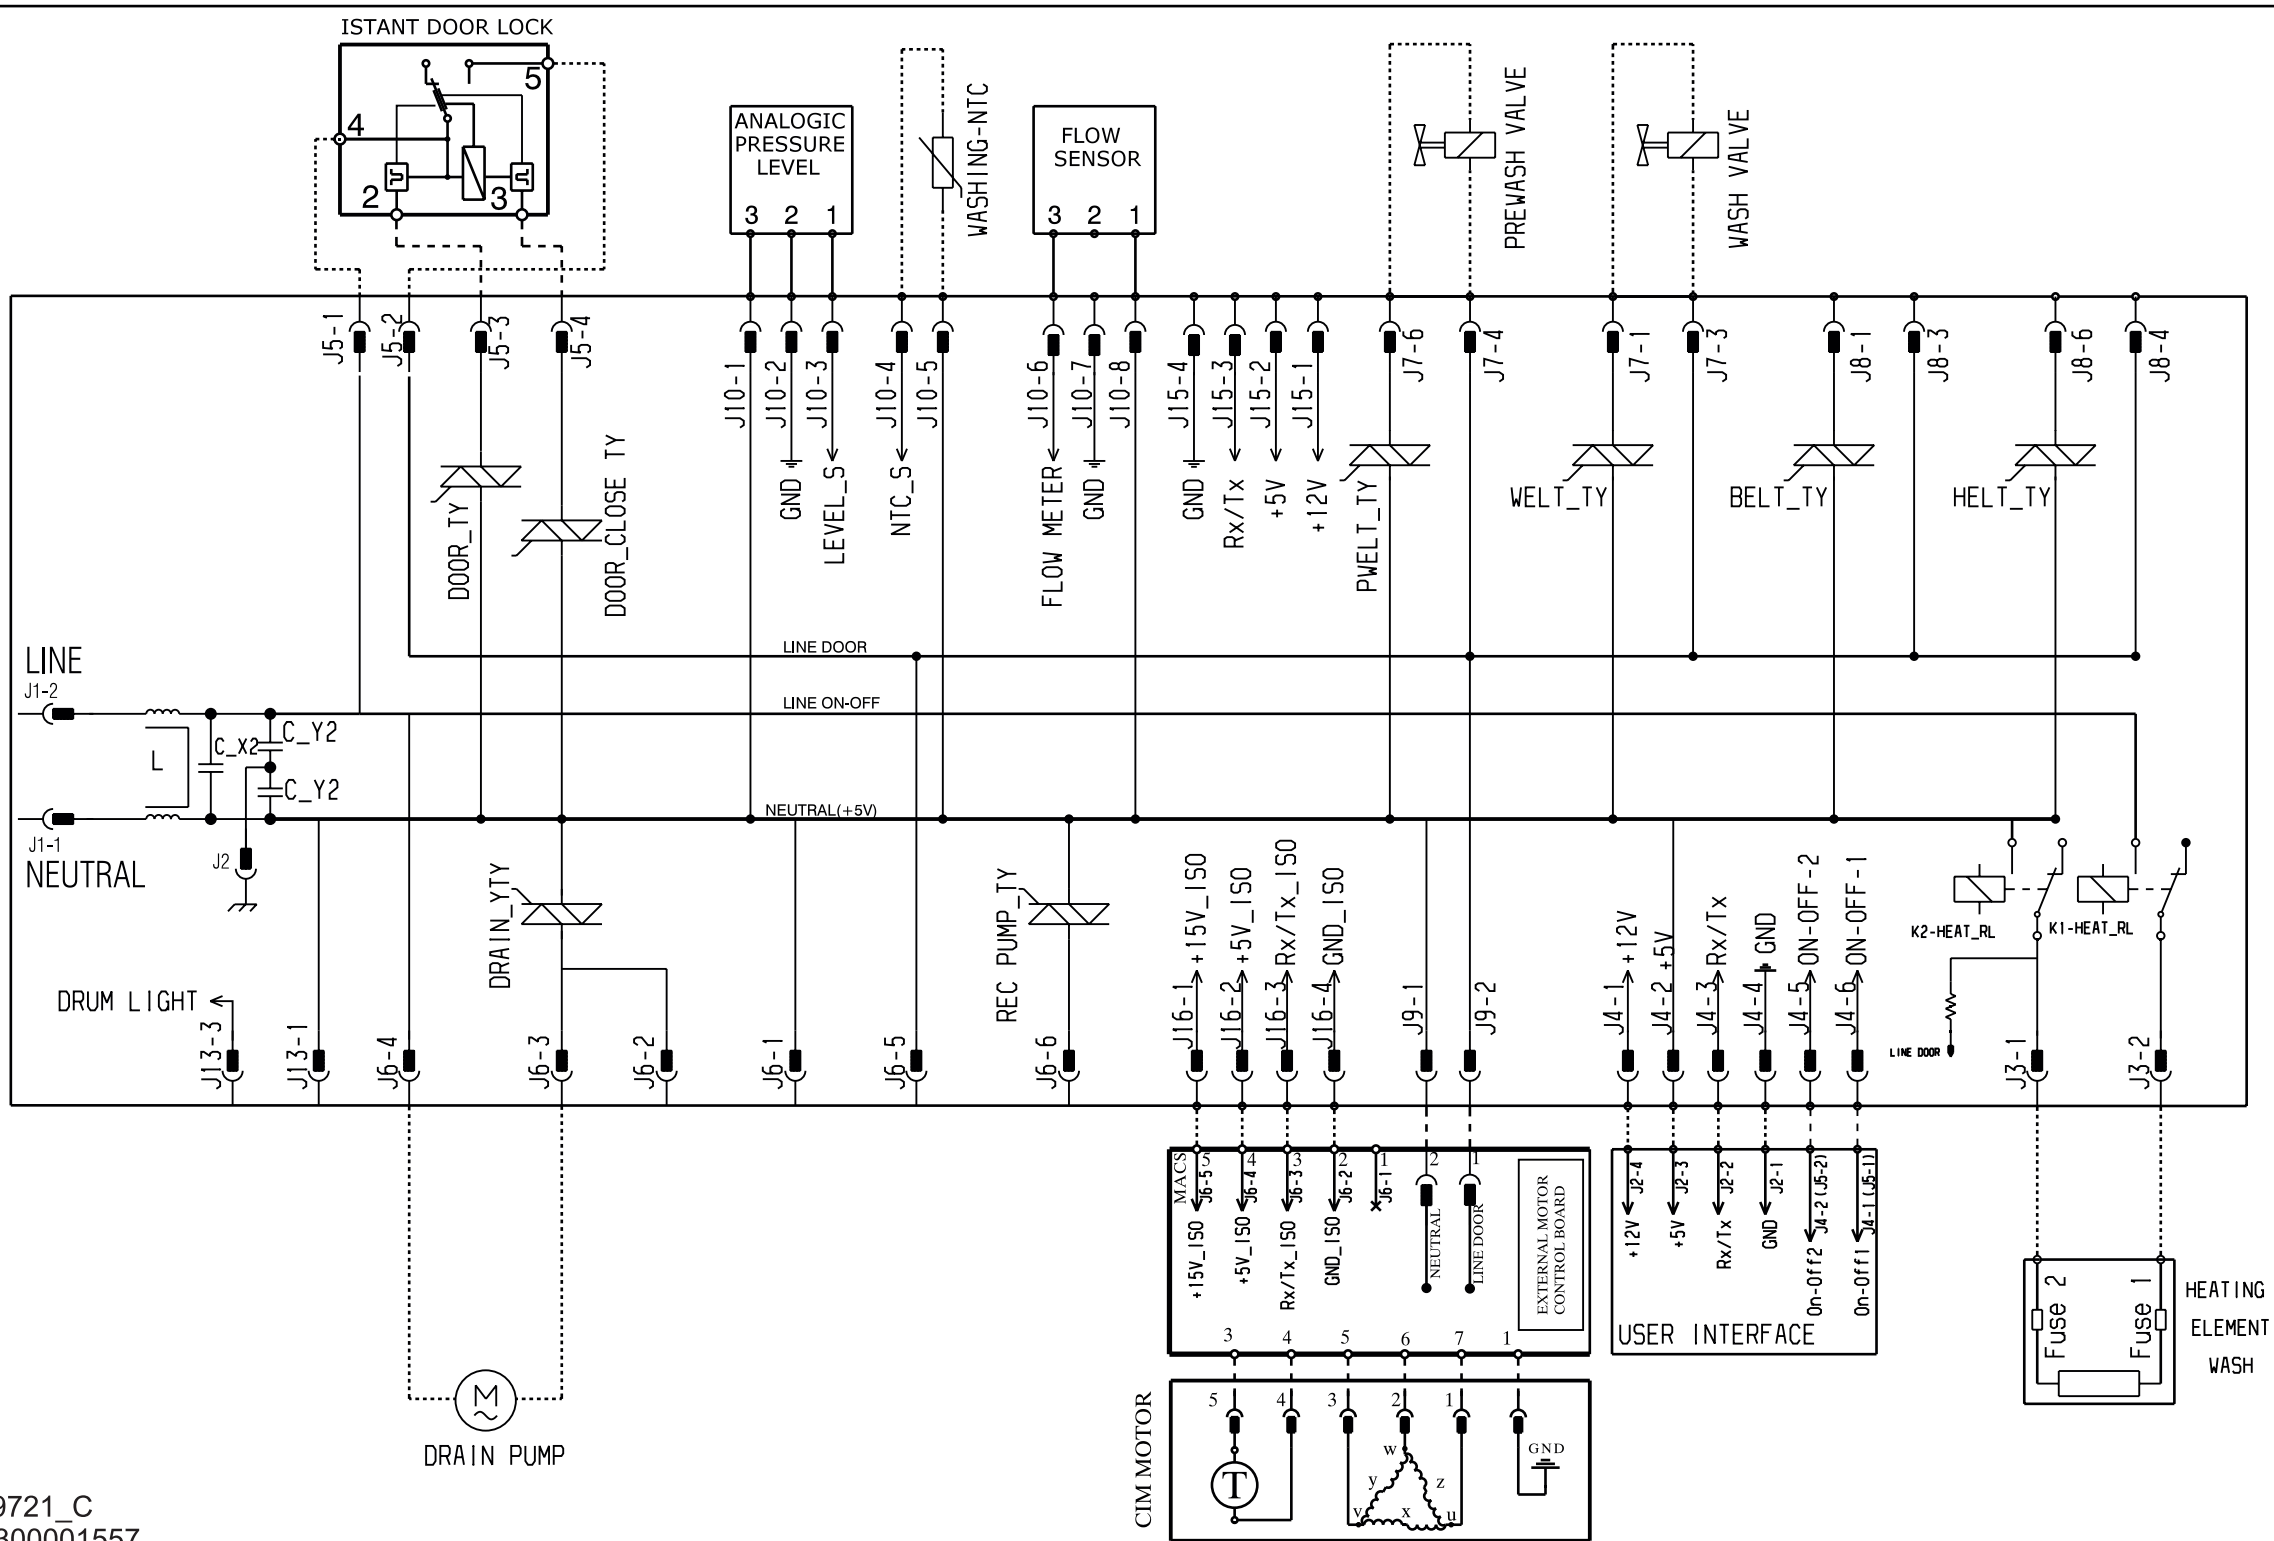 ISTANT DOOR LOCK
5
4
2
3
ANALOGIC
PRESSURE
LEVEL
3 2 1
WASHING-NTC
FLOW
SENSOR
3 2 1
PREWASH VALVE
WASH VALVE
J5-1
J5-2
J5-3
J5-4
J10-1
J10-2
J10-3
J10-4
J10-5
J10-6
J10-7
J10-8
J15-4
J15-3
J15-2
J15-1
J7-6
J7-4
J7-1
J7-3
J8-1
J8-3
J8-6
J8-4
DOOR_TY
DOOR_CLOSE TY
GND
LEVEL_S
NTC_S
FLOW METER
GND
GND
Rx/Tx
+5V
+12V
PWELT_TY
WELT_TY
BELT_TY
HELT_TY
LINE DOOR
LINE
J1-2
LINE ON-OFF
L
C_X2
C_Y2
C_Y2
NEUTRAL(+5V)
J1-1
NEUTRAL
J2
DRAIN_YTY
REC PUMP_TY
+15V_ISO
+5V_ISO
Rx/Tx_ISO
GND_ISO
+12V
+5V
Rx/Tx
GND
ON-OFF-2
ON-OFF-1
K2-HEAT_RL
K1-HEAT_RL
DRUM LIGHT
LINE DOOR
J13-3
J13-1
J6-4
J6-3
J6-2
J6-1
J6-5
J6-6
J16-1
J16-2
J16-3
J16-4
J9-1
J9-2
J4-1
J4-2
J4-3
J4-4
J4-5
J4-6
J3-1
J3-2
MACS
5 4 3 2 1 2 1
J6-5
J6-4
J6-3
J6-2
J6-1
+15V_ISO
+5V_ISO
Rx/Tx_ISO
GND_ISO
NEUTRAL
LINE DOOR
EXTERNAL MOTOR
CONTROL BOARD
3 4 5 6 7 1
J2-4
J2-3
J2-2
J2-1
J4-2 (J5-2)
J4-1 (J5-1)
+12V
+5V
Rx/Tx
GND
On-Off2
On-Off1
USER INTERFACE
Fuse 2
Fuse 1
HEATING
ELEMENT
WASH
M
DRAIN PUMP
CIM MOTOR
5 4 3 2 1
T
w
y
z
v
x
u
GND
9721_C
300001557